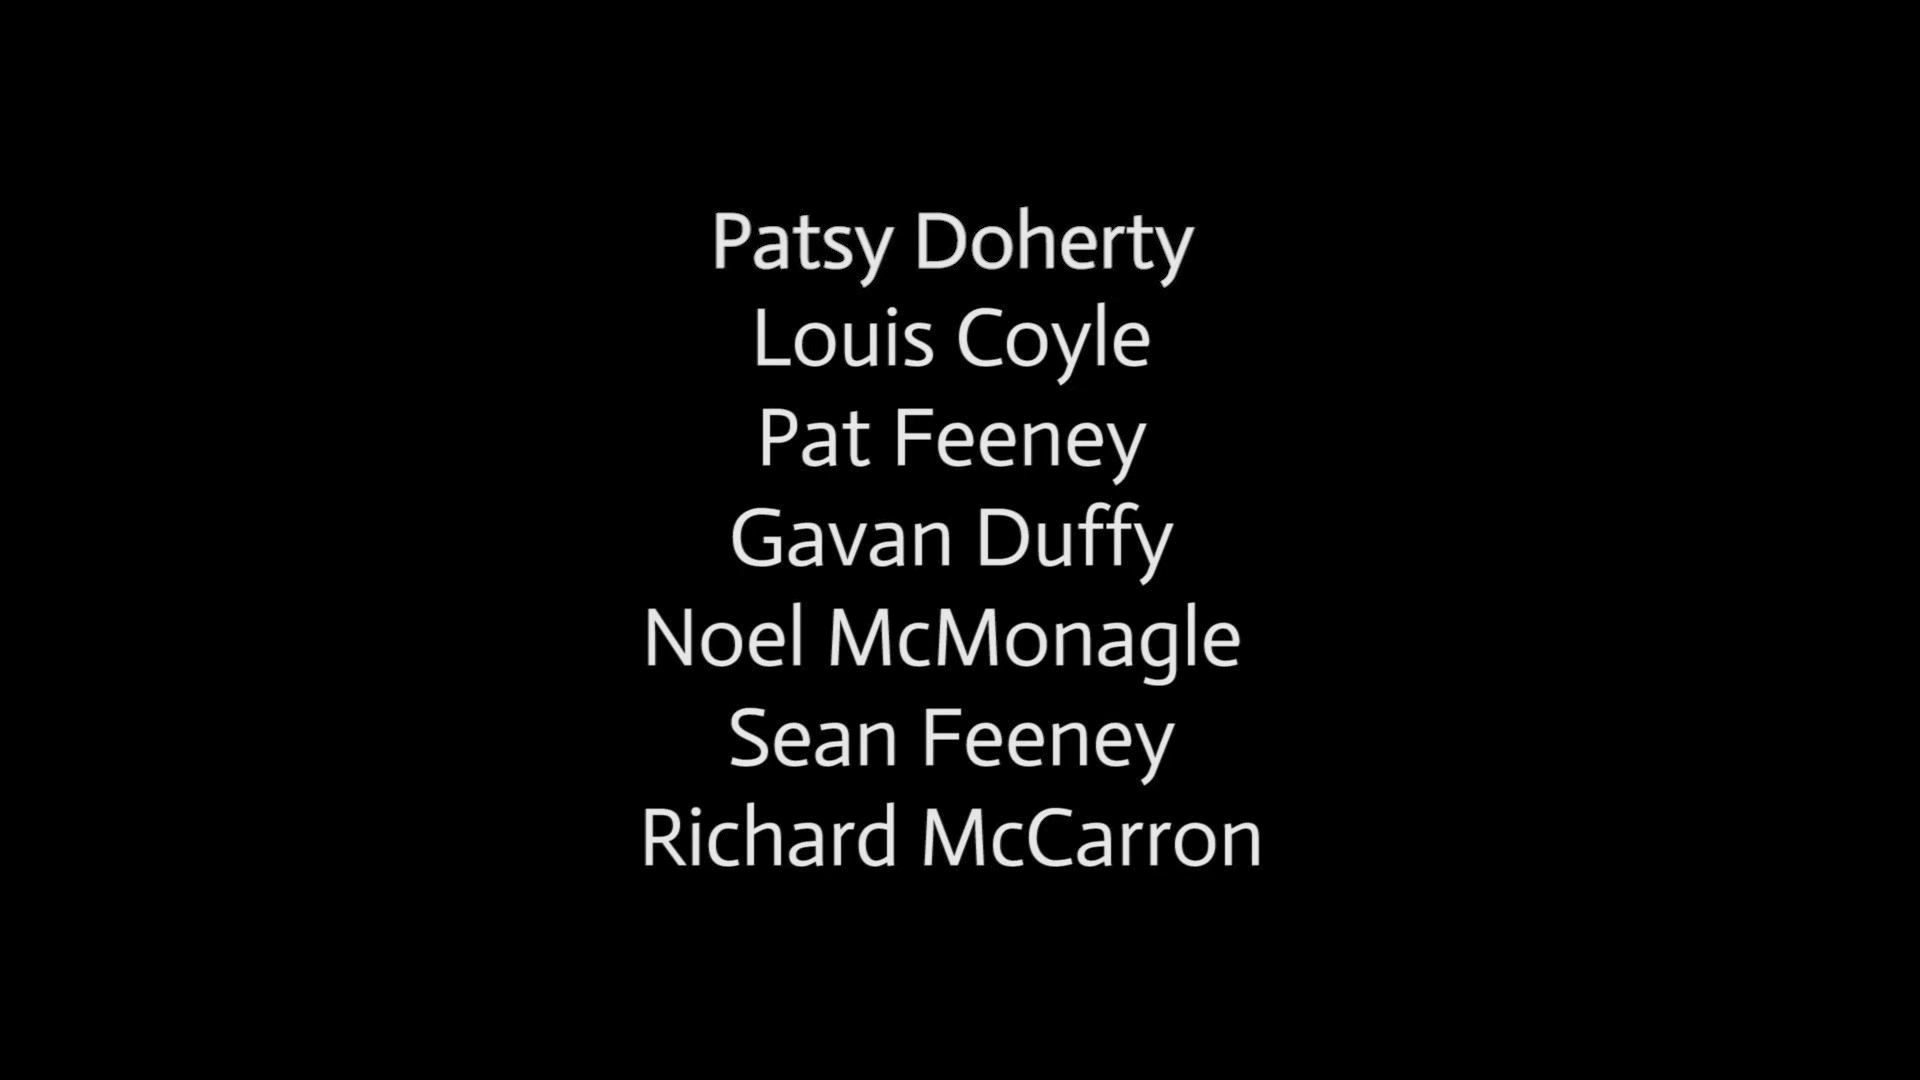 Patsy Doherty
Louis Coyle
Pat Feeney
Gavan Duffy
Noel McMonagle
Sean Feeney
Richard McCarron